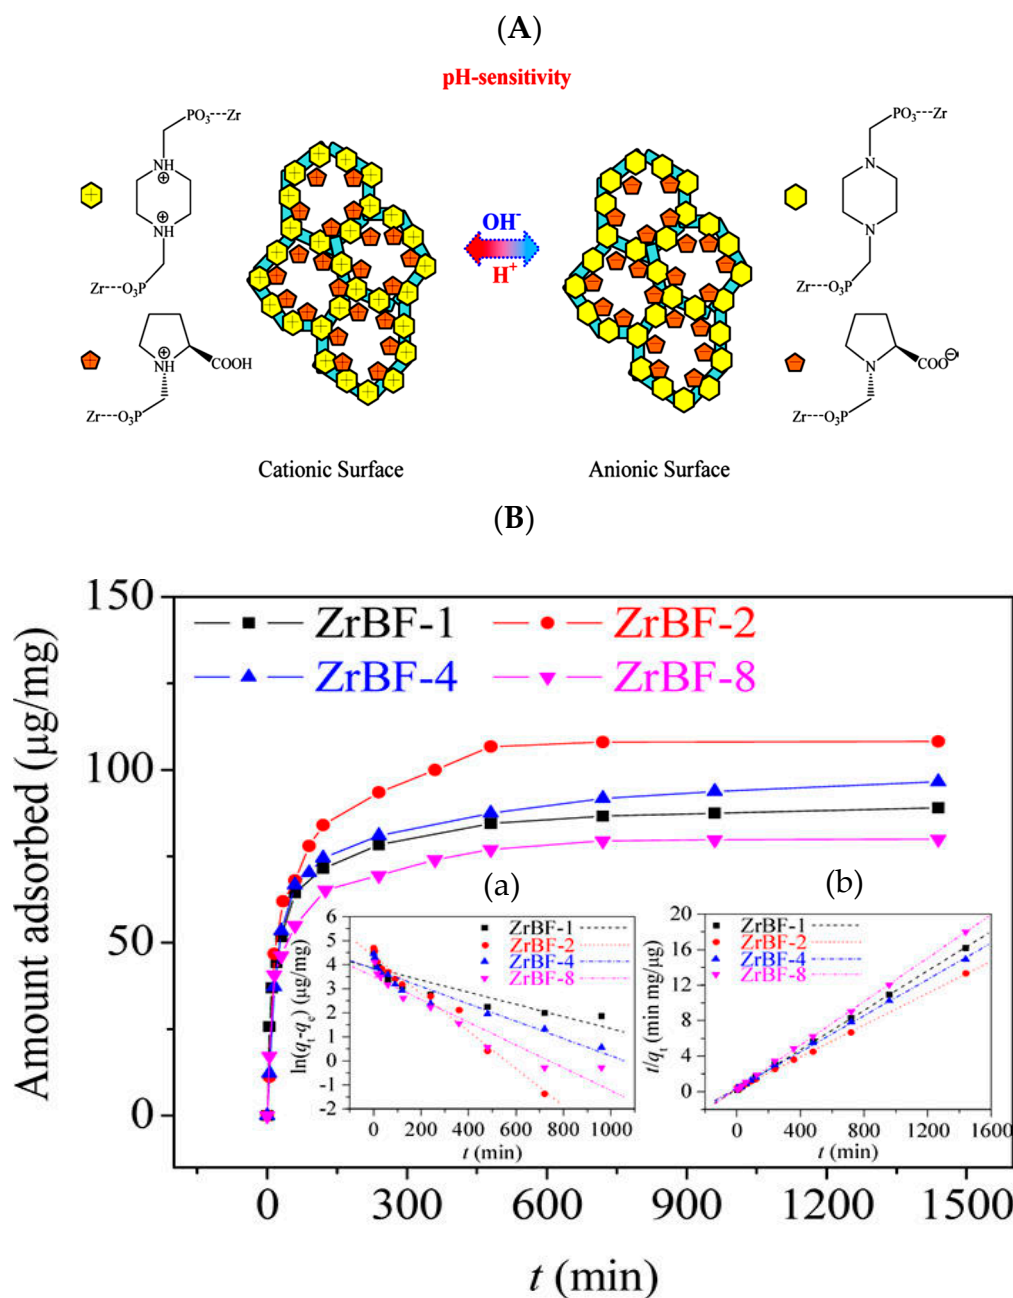 (A)
pH-sensitivity
PO₃---Zr
NH
⊕
⊕
NH
Zr---O₃P
⊕
NH
COOH
Zr---O₃P
OH⁻
H⁺
PO₃---Zr
N
N
Zr---O₃P
N
COO⊖
Zr---O₃P
Cationic Surface
Anionic Surface
(B)
Amount adsorbed (μg/mg)
150
100
50
0
ZrBF-1
ZrBF-2
ZrBF-4
ZrBF-8
(a)
ln(qₜ-qₑ) (μg/mg)
6
5
4
3
2
1
0
-1
-2
ZrBF-1
ZrBF-2
ZrBF-4
ZrBF-8
0 200 400 600 800 1000
t (min)
(b)
t/qₜ (min mg/μg)
20
16
12
8
4
0
ZrBF-1
ZrBF-2
ZrBF-4
ZrBF-8
0 400 800 1200 1600
t (min)
0 300 600 900 1200 1500
t (min)